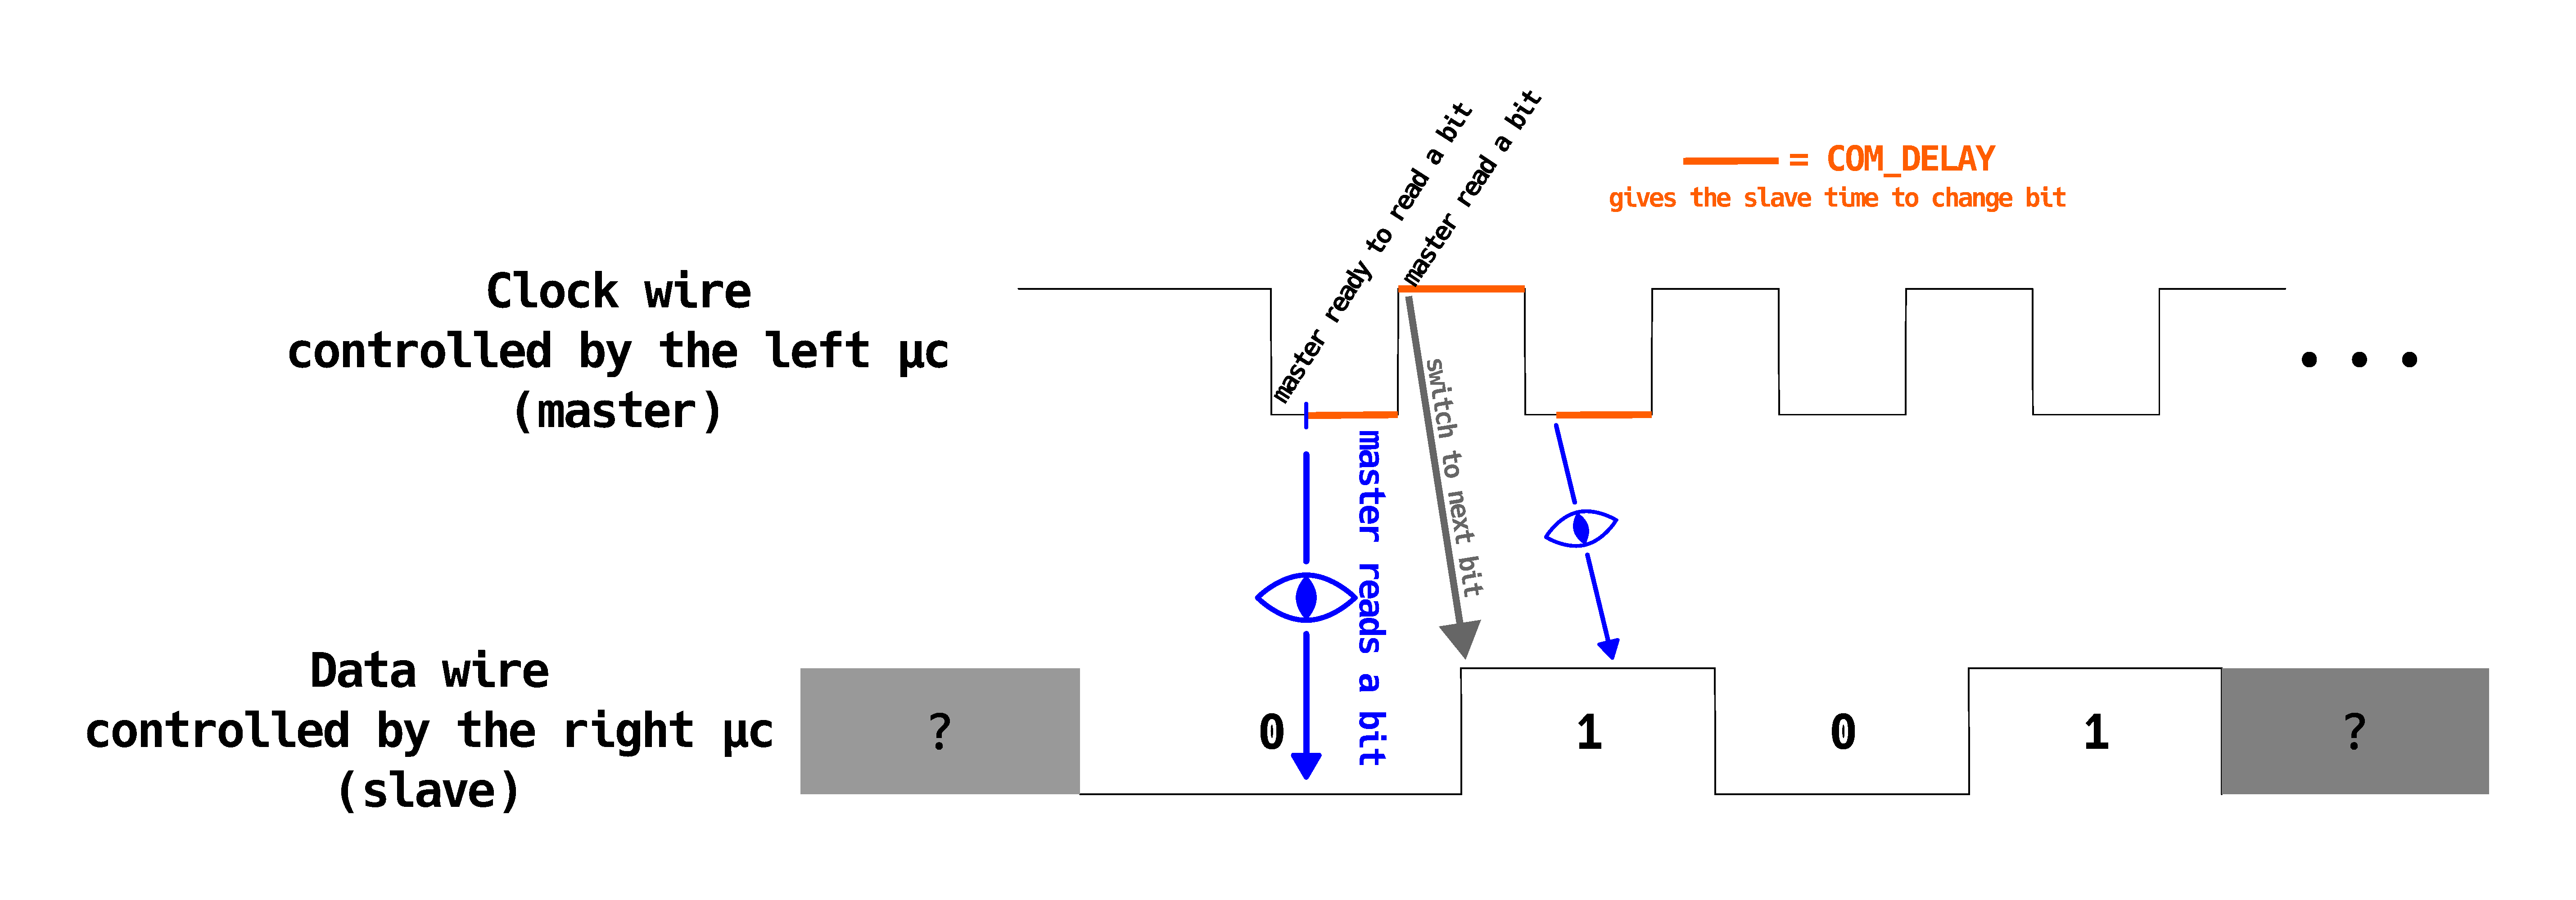 master ready to read a bit
master read a bit
= COM_DELAY
gives the slave time to change bit
Clock wire
controlled by the left µc
(master)
...
switch to next bit
master reads a bit
Data wire
controlled by the right µc
(slave)
?
0
1
0
1
?